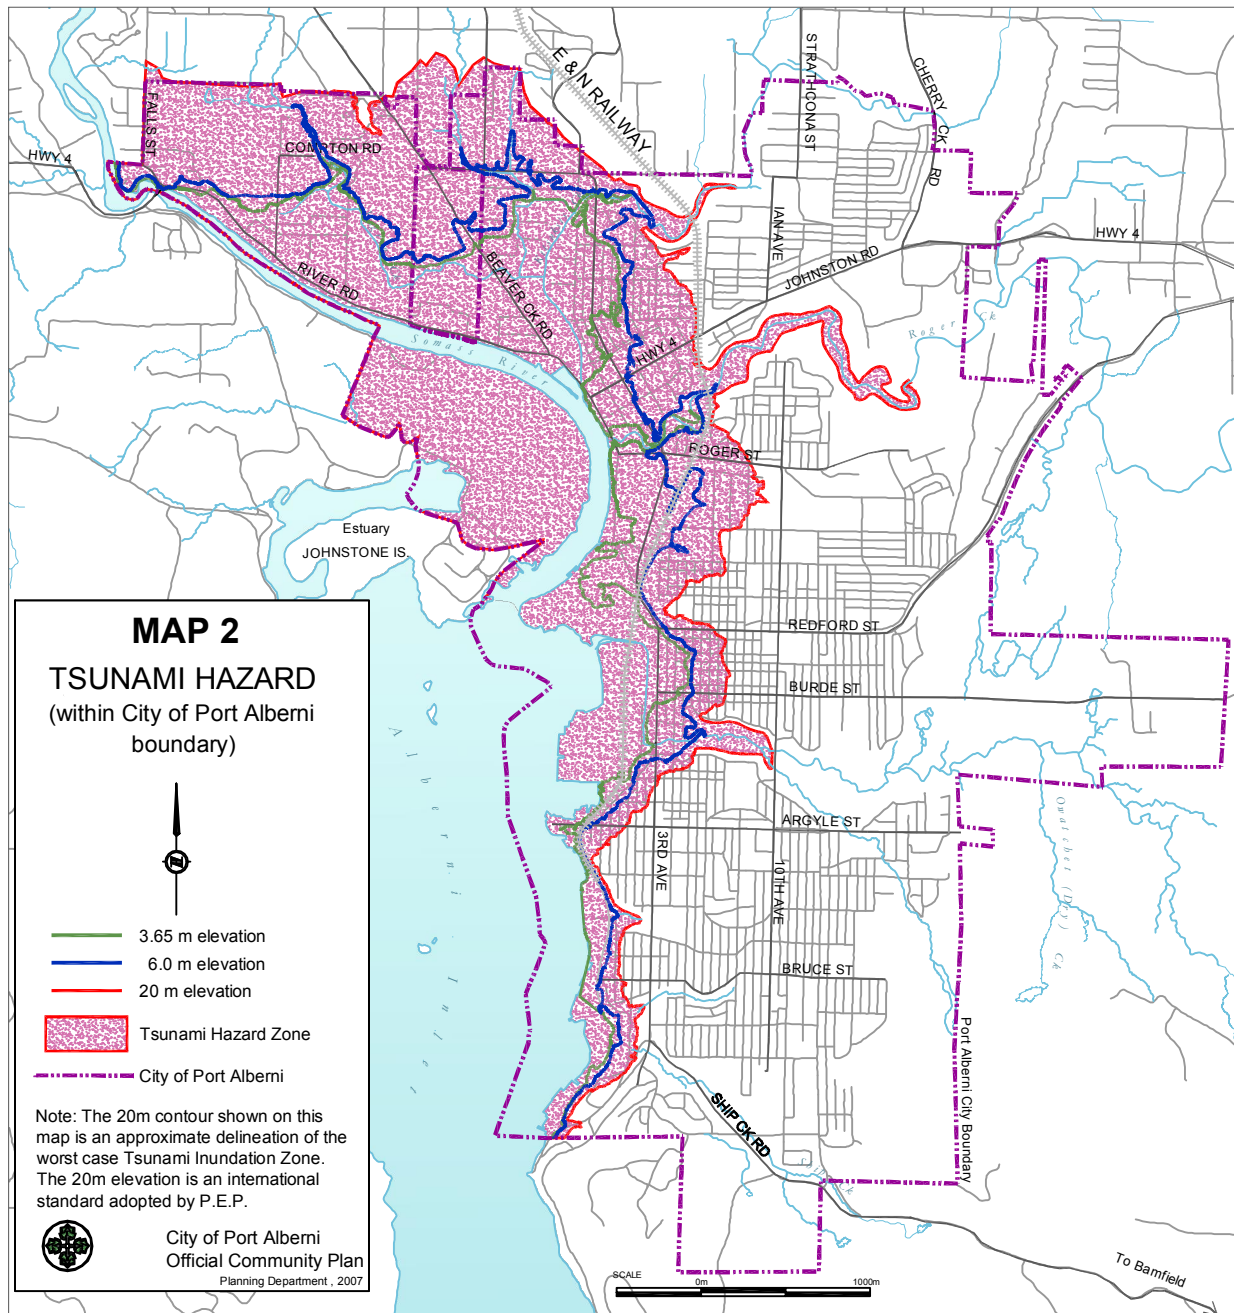 E & N RAILWAY
STRATHCONA ST
CHERRY CK RD
FALLS ST
COMPTON RD
HWY 4
IAN AVE
HWY 4
JOHNSTON RD
RIVER RD
BEAVER CK RD
Roger Ck
Somass River
HWY 4
ROGER ST
Estuary
JOHNSTONE IS.
REDFORD ST
BURDE ST
Alberni Inlet
ARGYLE ST
3RD AVE
10TH AVE
Owatchet (Dry) Ck
BRUCE ST
Port Alberni City Boundary
SHIP CK RD
Ship Ck
To Bamfield
MAP 2
TSUNAMI HAZARD
(within City of Port Alberni
boundary)
N
3.65 m elevation
6.0 m elevation
20 m elevation
Tsunami Hazard Zone
City of Port Alberni
Note: The 20m contour shown on this
map is an approximate delineation of the
worst case Tsunami Inundation Zone.
The 20m elevation is an international
standard adopted by P.E.P.
City of Port Alberni
Official Community Plan
Planning Department , 2007
SCALE
0m
1000m